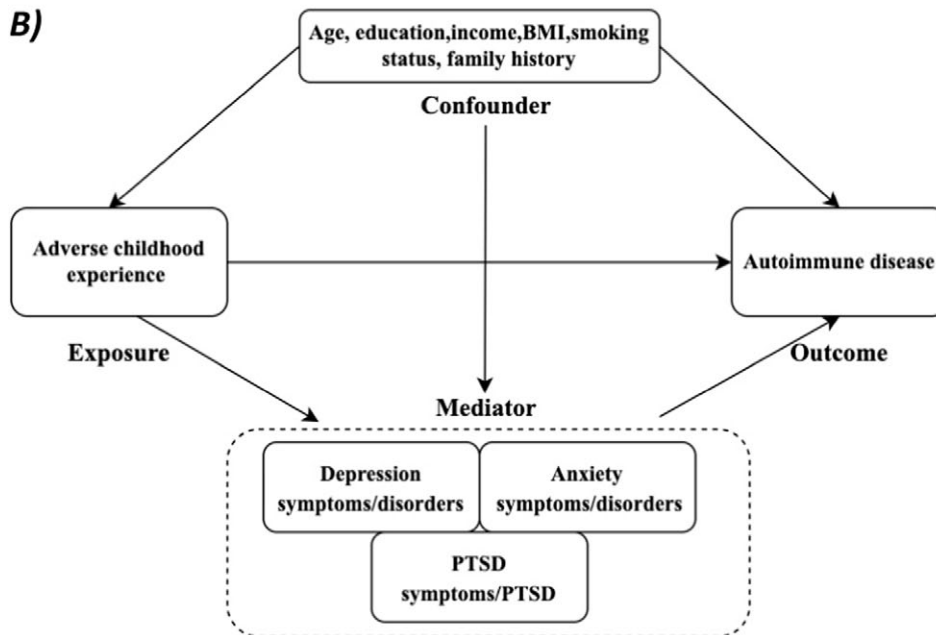 B)
Age, education,income,BMI,smoking
status, family history
Confounder
Adverse childhood
experience
Autoimmune disease
Exposure
Outcome
Mediator
Depression
symptoms/disorders
Anxiety
symptoms/disorders
PTSD
symptoms/PTSD